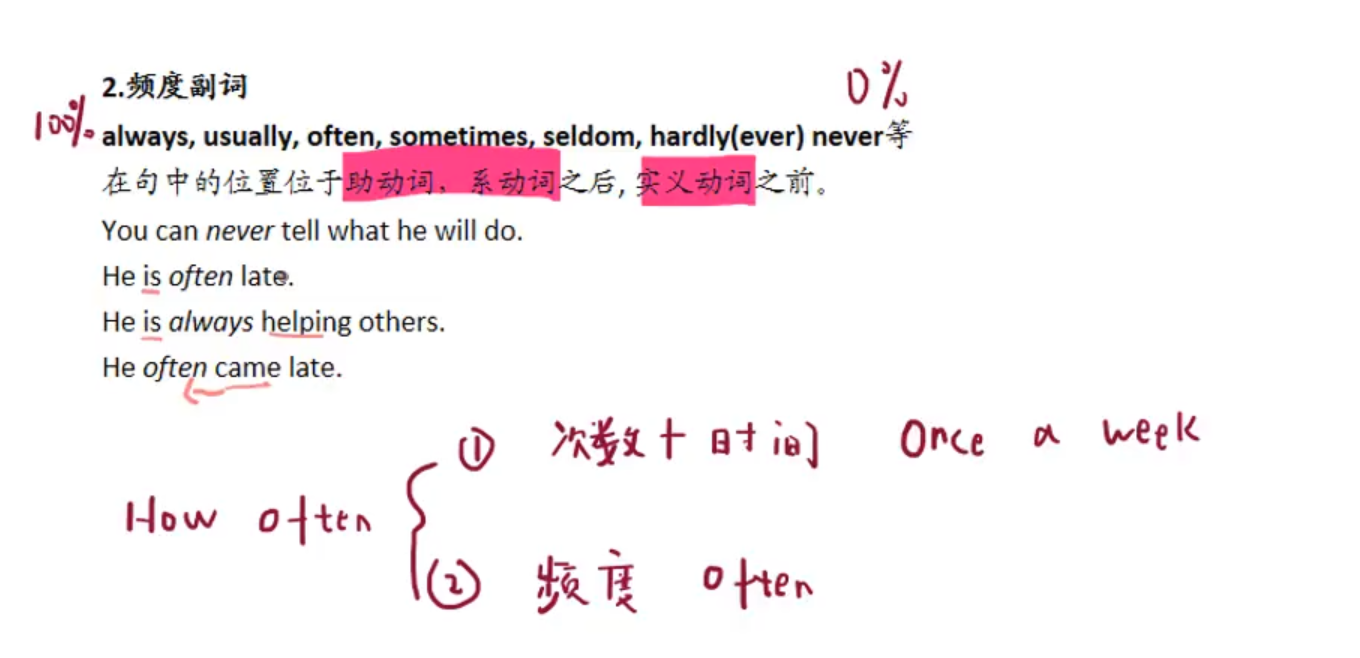 2.频度副词
0%
100%
always, usually, often, sometimes, seldom, hardly(ever) never等
在句中的位置位于助动词，系动词之后, 实义动词之前。
You can never tell what he will do.
He is often late.
He is always helping others.
He often came late.
① 次数+时间 Once a week
How often
② 频度 often